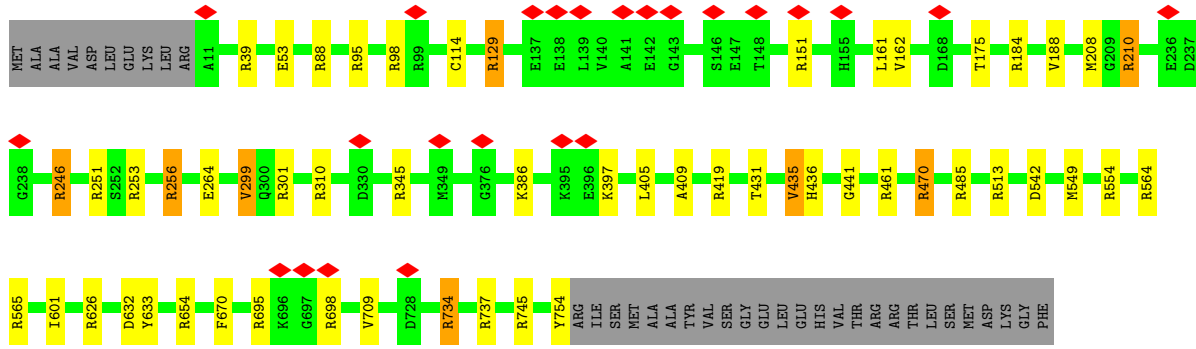 MET ALA ALA VAL ASP LEU GLU LYS LEU ARG A11 R39 E53 R88 R95 R98 R99 C114 R129 E137 E138 L139 V140 A141 E142 G143 S146 E147 T148 R151 H155 L161 V162 D168 T175 R184 V188 M208 G209 R210 E236 D237
G238 R246 R251 S252 R253 R256 E264 V299 Q300 R301 R310 D330 R345 M349 G376 K386 K395 E396 K397 L405 A409 R419 T431 V435 H436 G441 R461 R470 R485 R513 D542 M549 R554 R564
R565 I601 R626 D632 Y633 R654 F670 R695 K696 G697 R698 V709 D728 R734 R737 R745 Y754 ARG ILE SER MET ALA ALA TYR VAL SER GLY GLU LEU GLU HIS VAL THR ARG ARG THR LEU SER MET ASP LYS GLY PHE